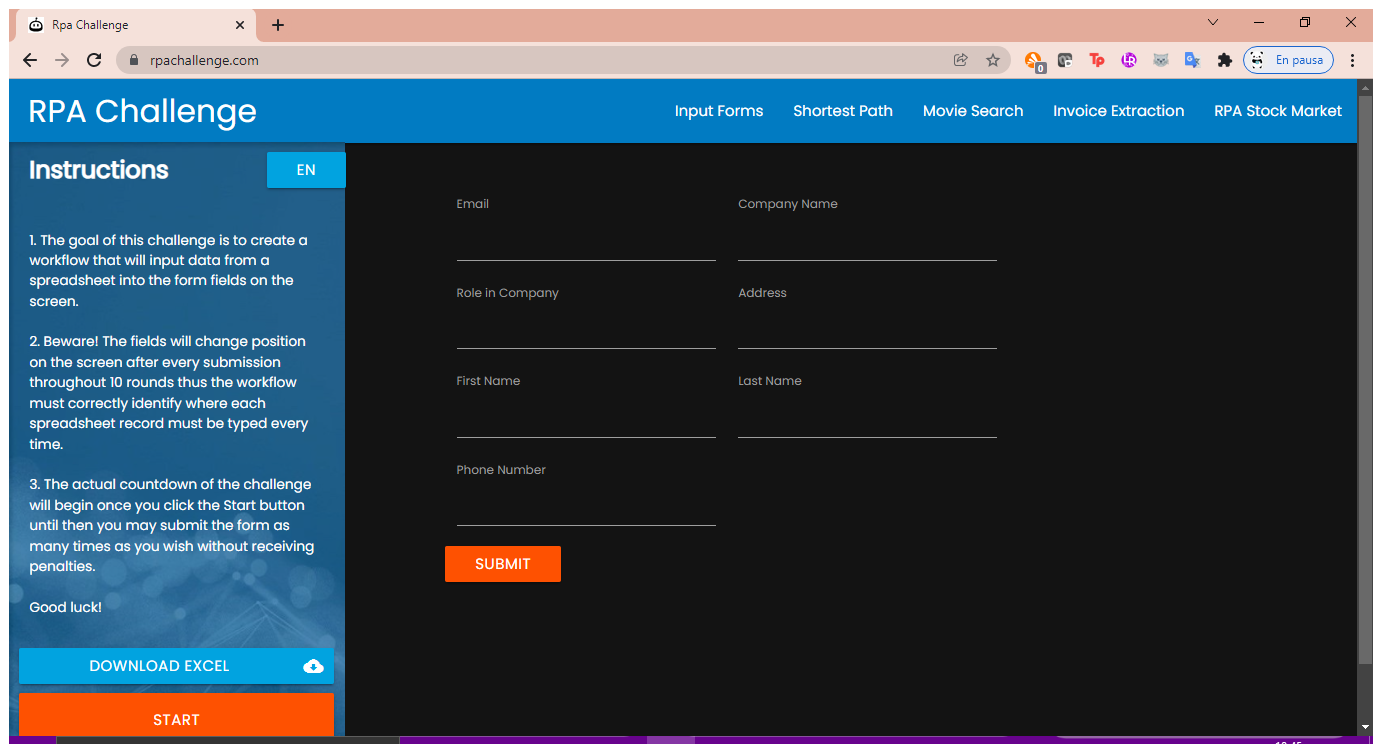 Rpa Challenge
rpachallenge.com
0
Tp
En pausa
RPA Challenge
Input Forms
Shortest Path
Movie Search
Invoice Extraction
RPA Stock Market
Instructions
EN
1. The goal of this challenge is to create a
workflow that will input data from a
spreadsheet into the form fields on the
screen.
2. Beware! The fields will change position
on the screen after every submission
throughout 10 rounds thus the workflow
must correctly identify where each
spreadsheet record must be typed every
time.
3. The actual countdown of the challenge
will begin once you click the Start button
until then you may submit the form as
many times as you wish without receiving
penalties.
Good luck!
DOWNLOAD EXCEL
START
Email
Company Name
Role in Company
Address
First Name
Last Name
Phone Number
SUBMIT